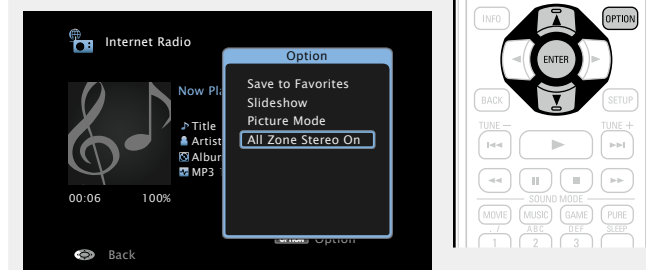 Internet Radio
Option
Now Pla
Save to Favorites
Slideshow
Picture Mode
All Zone Stereo On
Title
Artist
Albu
MP3
00:06 100%
Option
Back
INFO OPTION
ENTER
BACK SETUP
TUNE — TUNE +
SOUND MODE
MOVIE MUSIC GAME PURE
. / ABC DEF SLEEP
1 2 3